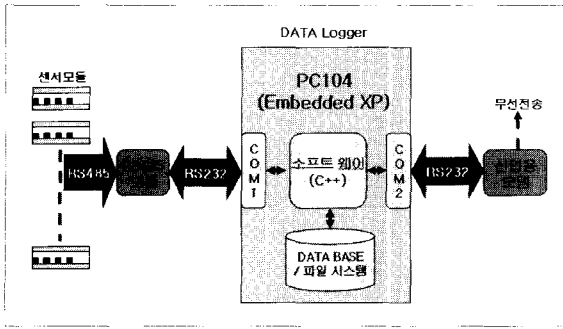 DATA Logger
센서모듈
PC104
(Embedded XP)
무선전송
COM1
소프트 웨어
(C++)
COM2
RS485
RS232
RS232
DATA BASE
/ 파일 시스템